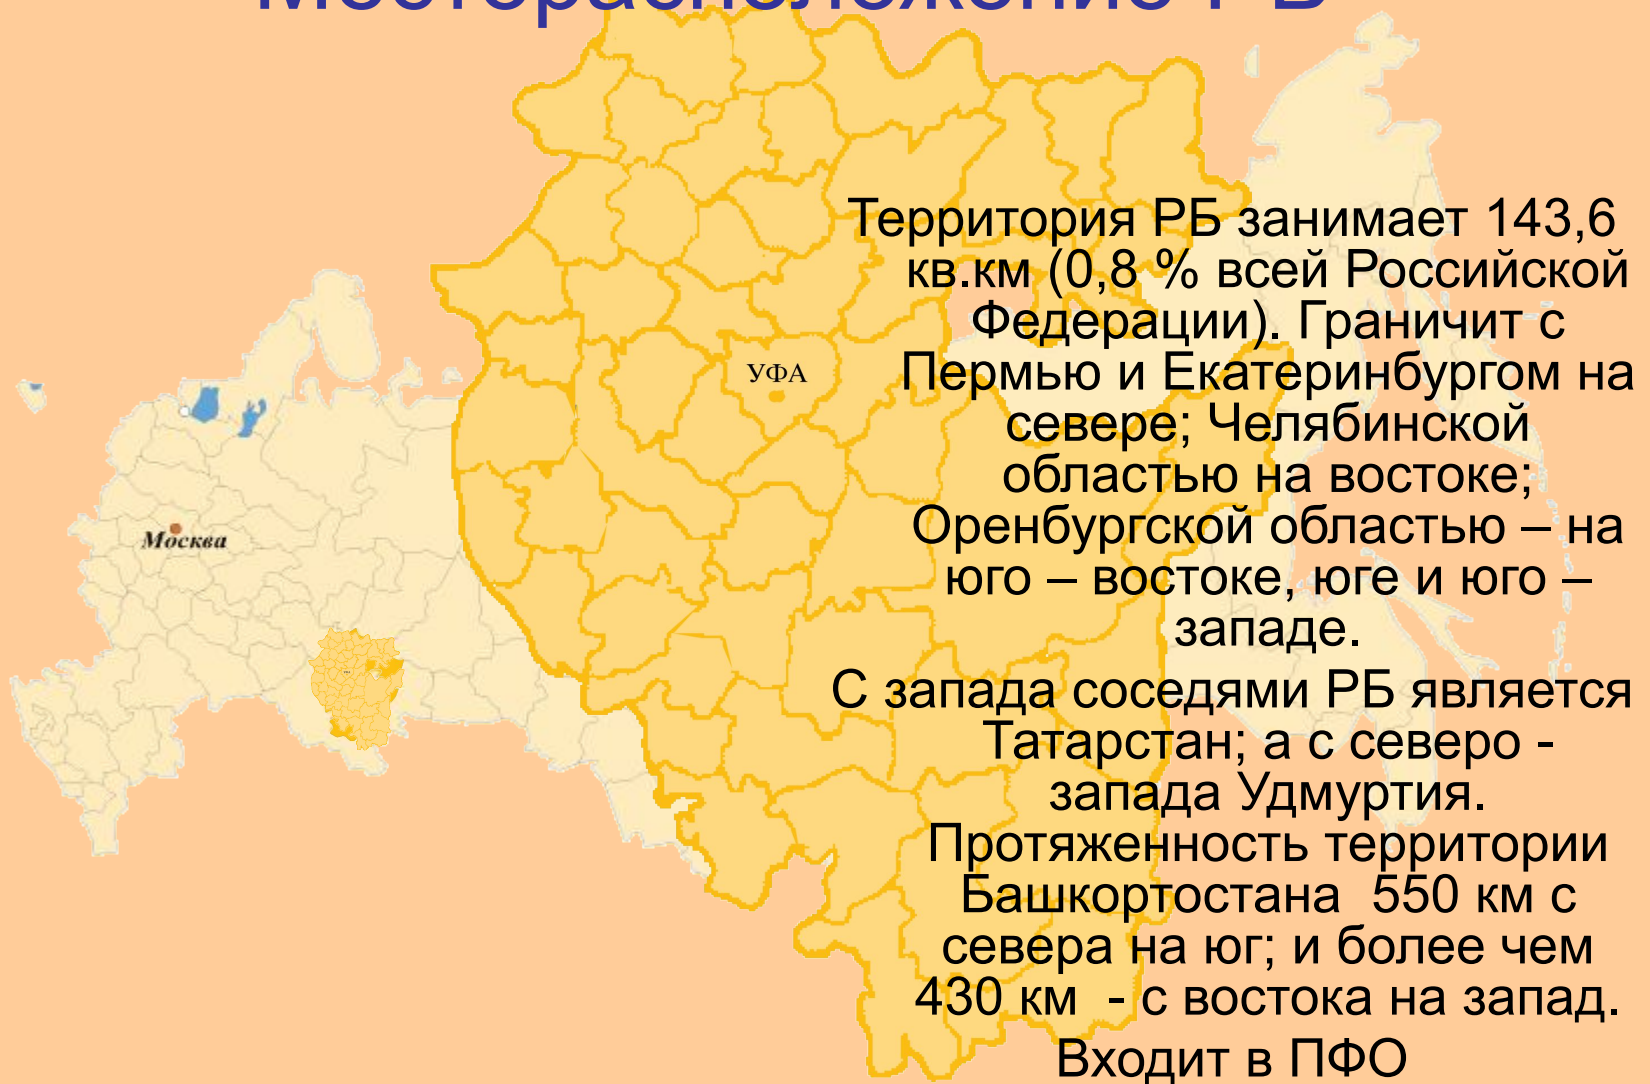 Месторасположение РБ
Территория РБ занимает 143,6
кв.км (0,8 % всей Российской
Федерации). Граничит с
Пермью и Екатеринбургом на
севере; Челябинской
областью на востоке;
Оренбургской областью – на
юго – востоке, юге и юго –
западе.
С запада соседями РБ является
Татарстан; а с северо -
запада Удмуртия.
Протяженность территории
Башкортостана 550 км с
севера на юг; и более чем
430 км - с востока на запад.
Входит в ПФО
УФА
Москва